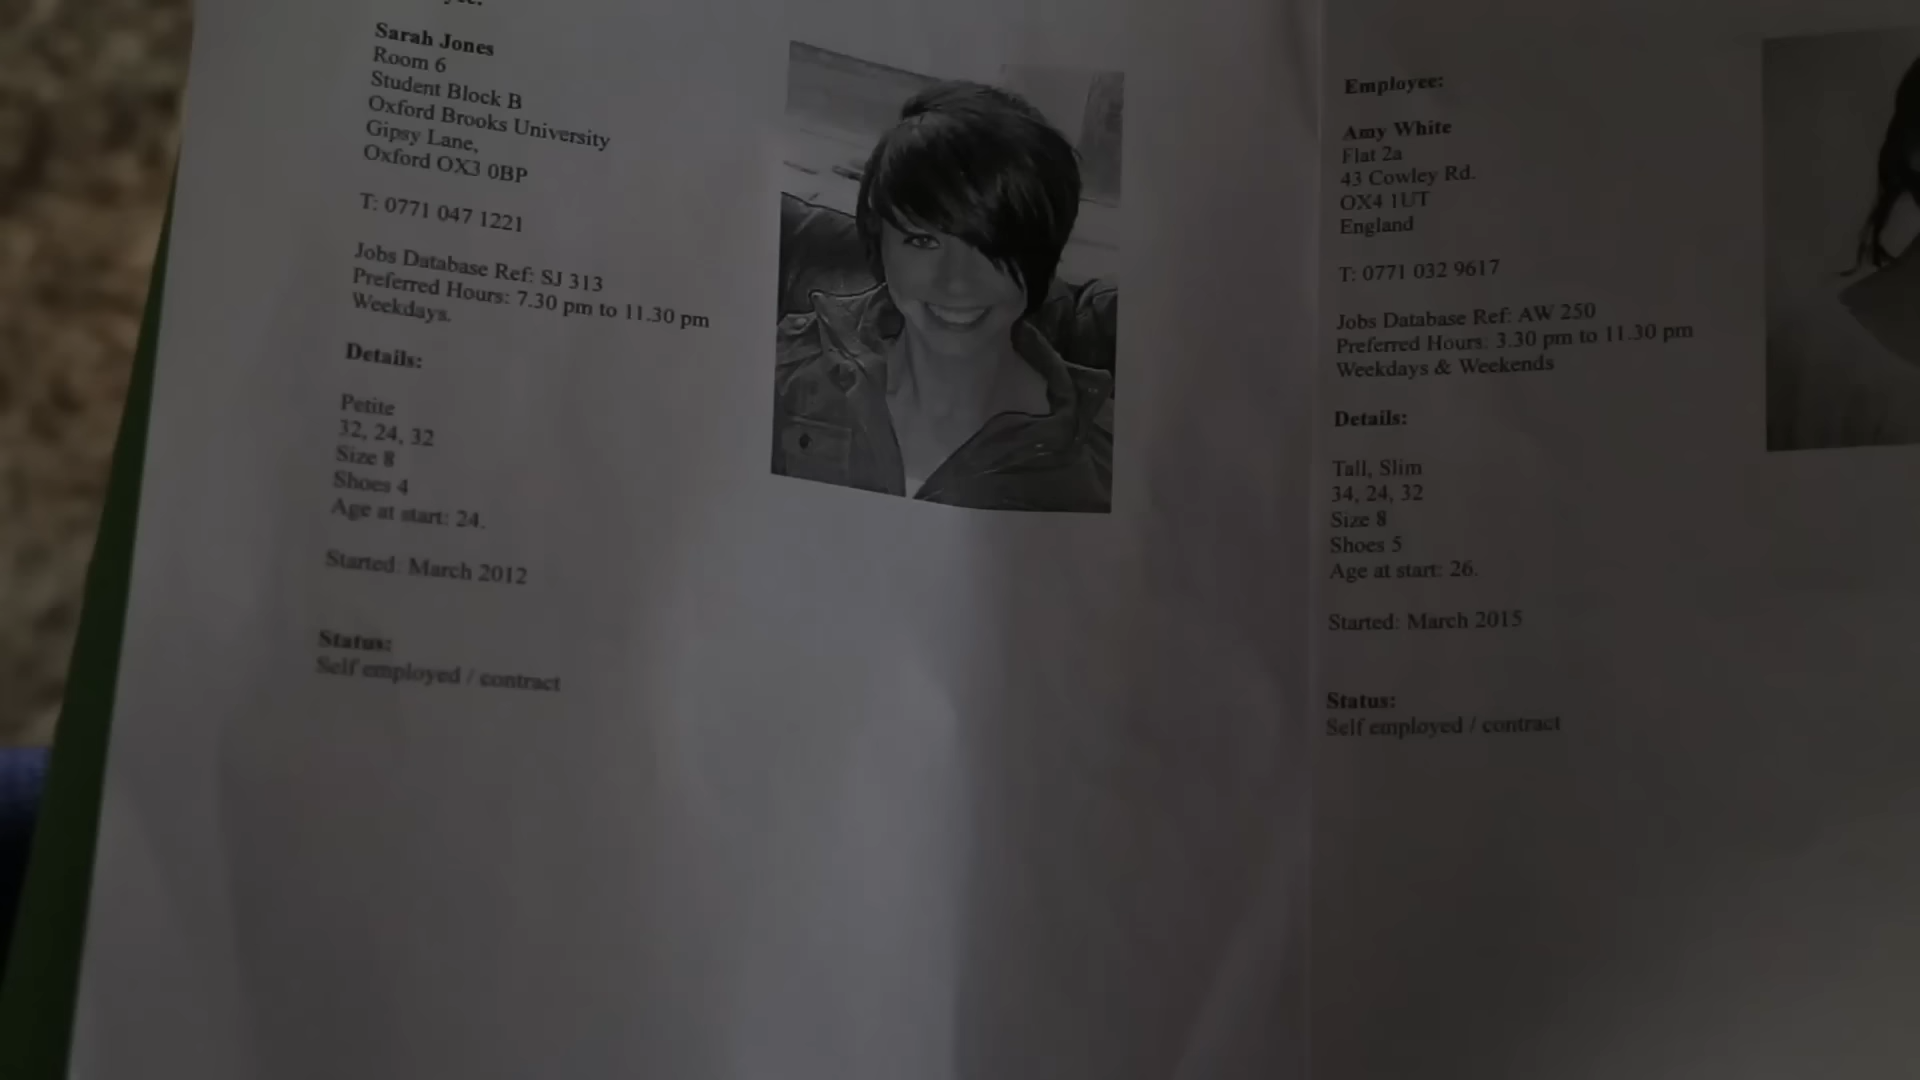 Sarah Jones
Room 6
Student Block B
Oxford Brooks University
Gipsy Lane,
Oxford OX3 0BP
T: 0771 047 1221
Jobs Database Ref: SJ 313
Preferred Hours: 7.30 pm to 11.30 pm
Weekdays.
Details:
Petite
32, 24, 32
Size 8
Shoes 4
Age at start: 24.
Started: March 2012
Status:
Self employed / contract
Employee:
Amy White
Flat 2a
43 Cowley Rd.
OX4 1UT
England
T: 0771 032 9617
Jobs Database Ref: AW 250
Preferred Hours: 3.30 pm to 11.30 pm
Weekdays & Weekends
Details:
Tall, Slim
34, 24, 32
Size 8
Shoes 5
Age at start: 26.
Started: March 2015
Status:
Self employed / contract